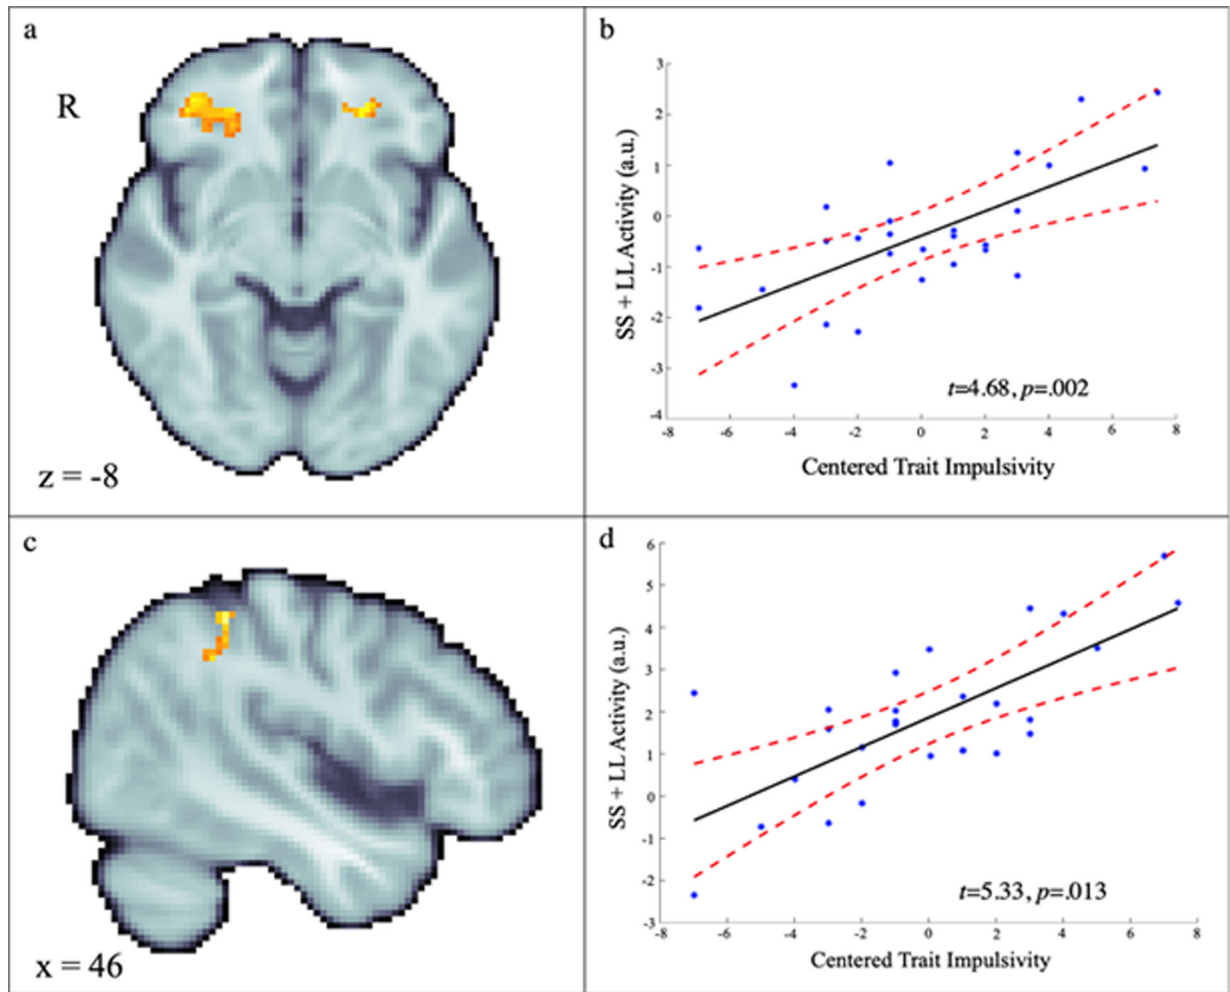 a
R
z = -8
b
SS + LL Activity (a.u.)
3
2
1
0
-1
-2
-3
-4
-8
-6
-4
-2
0
2
4
6
8
t=4.68, p=.002
Centered Trait Impulsivity
c
x = 46
d
SS + LL Activity (a.u.)
6
5
4
3
2
1
0
-1
-2
-3
-8
-6
-4
-2
0
2
4
6
8
t=5.33, p=.013
Centered Trait Impulsivity